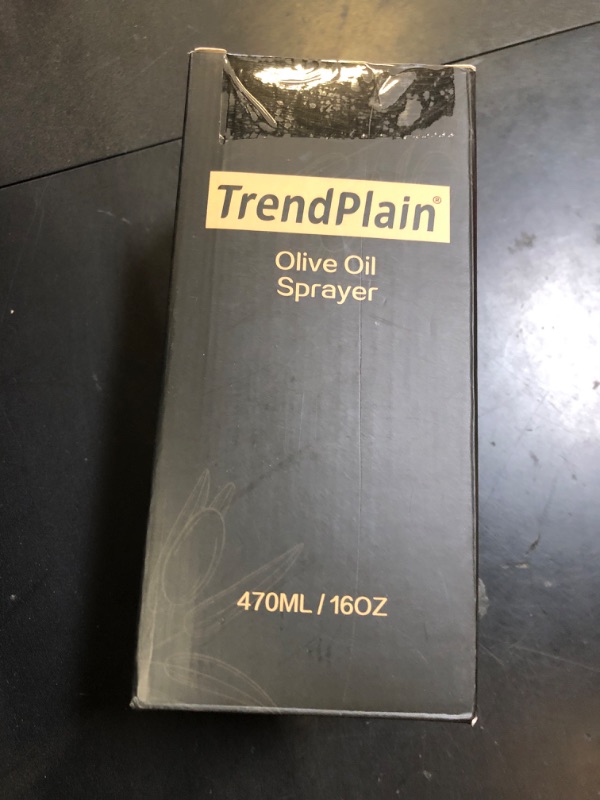 TrendPlain®
Olive Oil
Sprayer
470ML / 16OZ